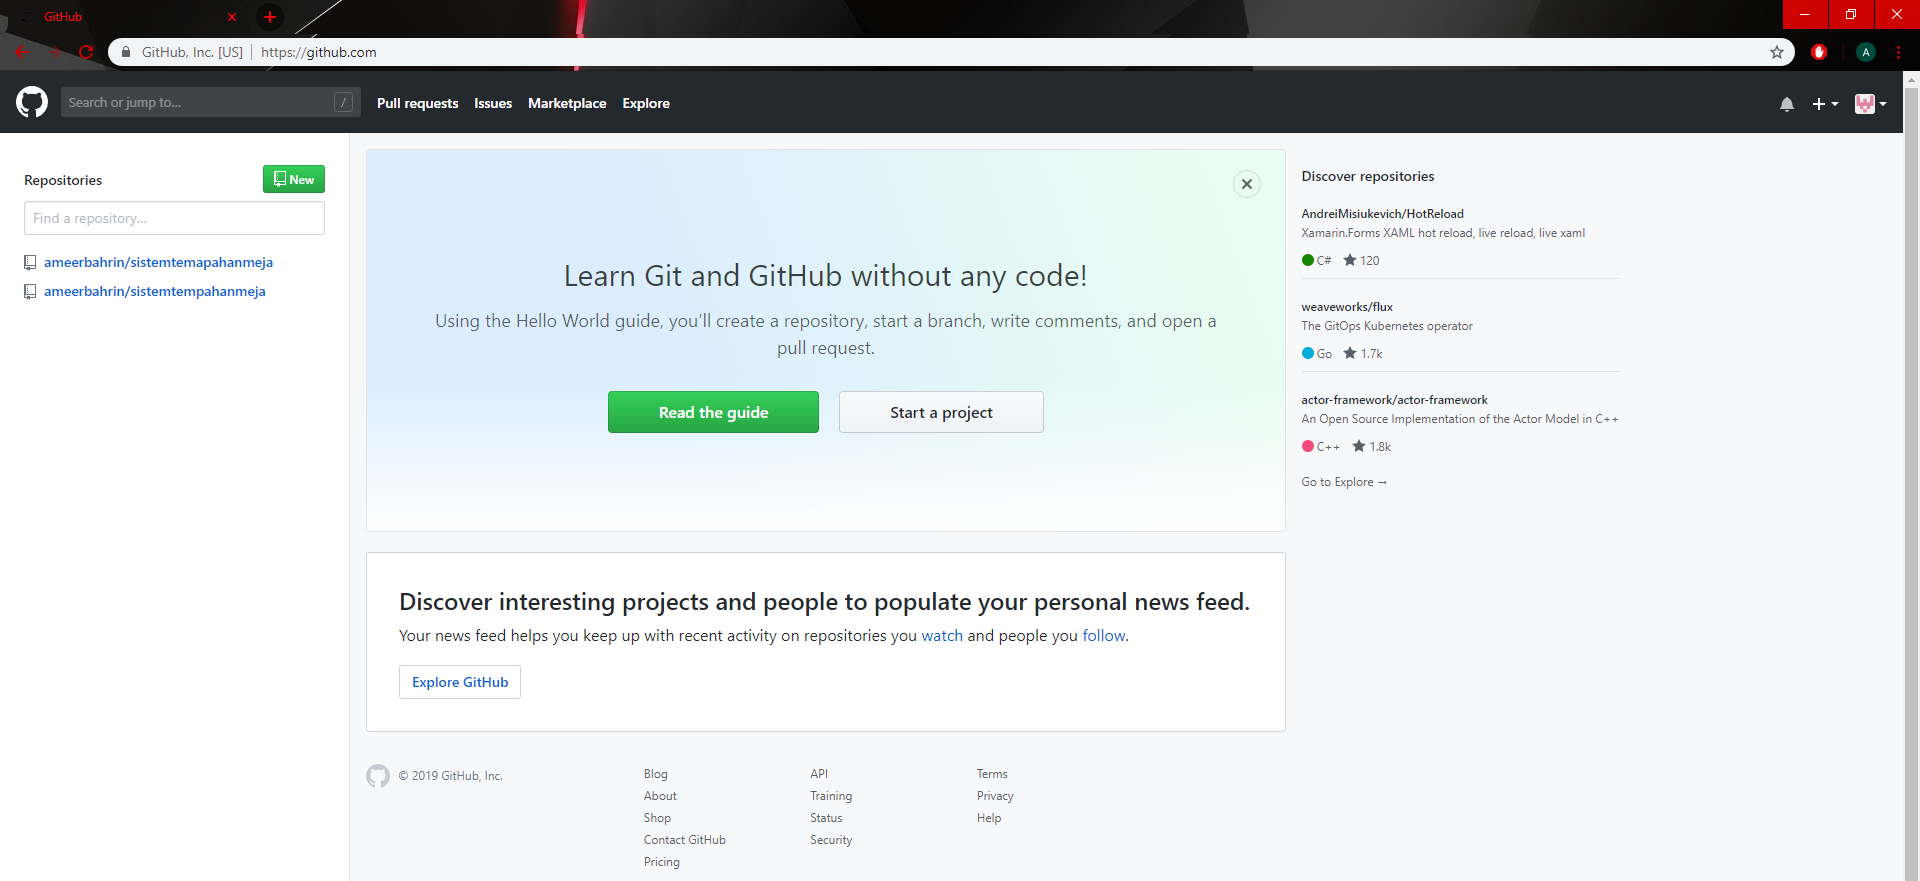 GitHub
GitHub, Inc. [US] | https://github.com
A
Search or jump to...
/
Pull requests Issues Marketplace Explore
Repositories
New
Find a repository...
ameerbahrin/sistemtemapahanmeja
ameerbahrin/sistemtempahanmeja
Learn Git and GitHub without any code!
Using the Hello World guide, you’ll create a repository, start a branch, write comments, and open a
pull request.
Read the guide
Start a project
Discover interesting projects and people to populate your personal news feed.
Your news feed helps you keep up with recent activity on repositories you watch and people you follow.
Explore GitHub
Discover repositories
AndreiMisiukevich/HotReload
Xamarin.Forms XAML hot reload, live reload, live xaml
C# 120
weaveworks/flux
The GitOps Kubernetes operator
Go 1.7k
actor-framework/actor-framework
An Open Source Implementation of the Actor Model in C++
C++ 1.8k
Go to Explore →
© 2019 GitHub, Inc.
Blog
About
Shop
Contact GitHub
Pricing
API
Training
Status
Security
Terms
Privacy
Help